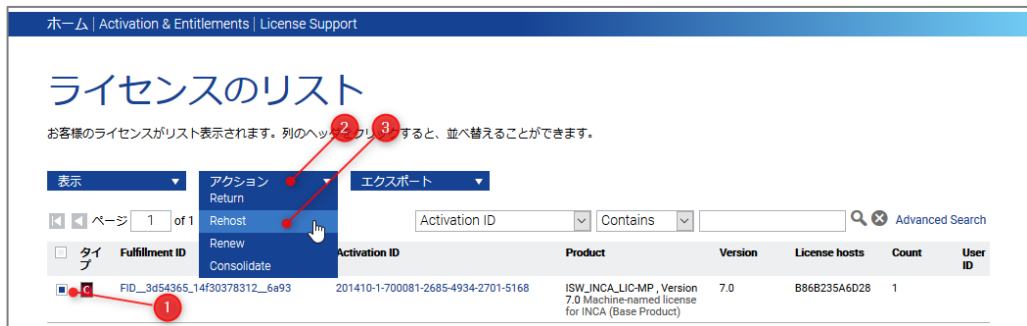 ホーム | Activation & Entitlements | License Support
ライセンスのリスト
お客様のライセンスがリスト表示されます。列のヘッダをクリックすると、並べ替えることができます。
2
3
表示 アクション エクスポート
Return
Rehost
Renew
Consolidate
ページ 1 of 1 Activation ID Contains Advanced Search
タイプ Fulfillment ID Activation ID Product Version License hosts Count User ID
C FID__3d54365_14f30378312__6a93 201410-1-700081-2685-4934-2701-5168 ISW_INCA_LIC-MP , Version 7.0 B86B235A6D28 1
7.0 Machine-named license
for INCA (Base Product)
1